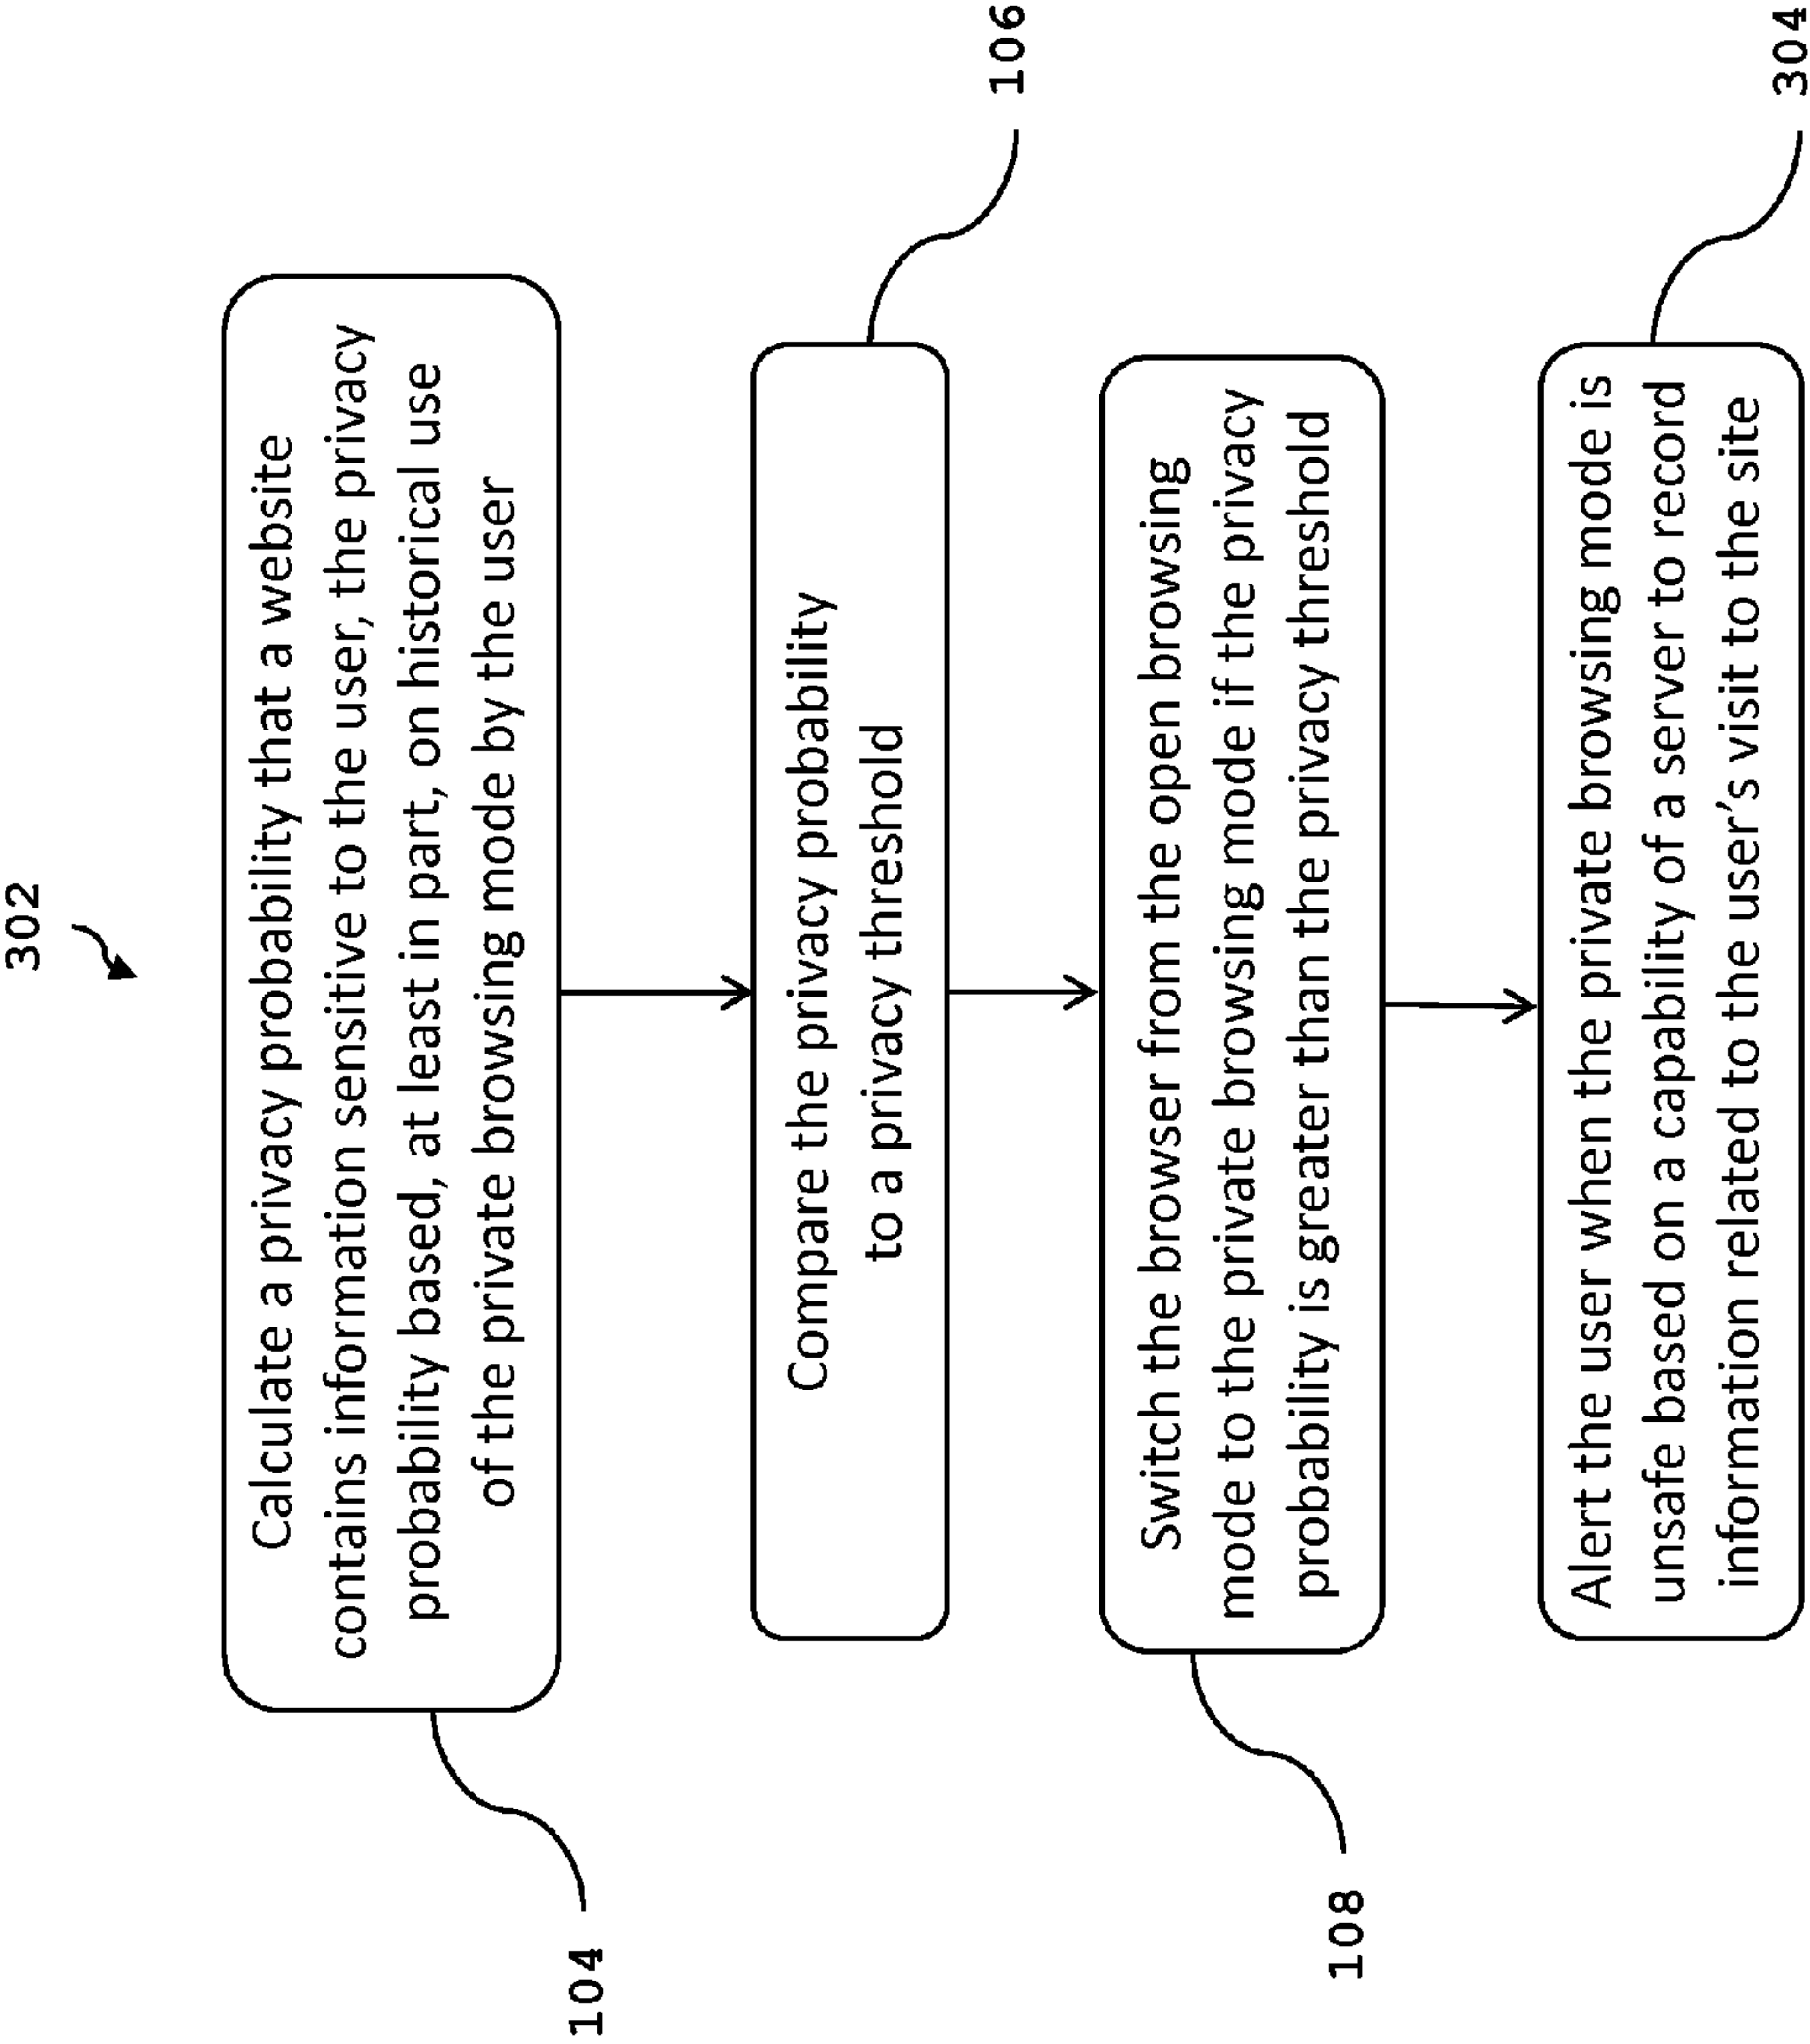 302
Calculate a privacy probability that a website
contains information sensitive to the user, the privacy
probability based, at least in part, on historical use
of the private browsing mode by the user
104
Compare the privacy probability
to a privacy threshold
106
Switch the browser from the open browsing
mode to the private browsing mode if the privacy
probability is greater than the privacy threshold
108
Alert the user when the private browsing mode is
unsafe based on a capability of a server to record
information related to the user’s visit to the site
304